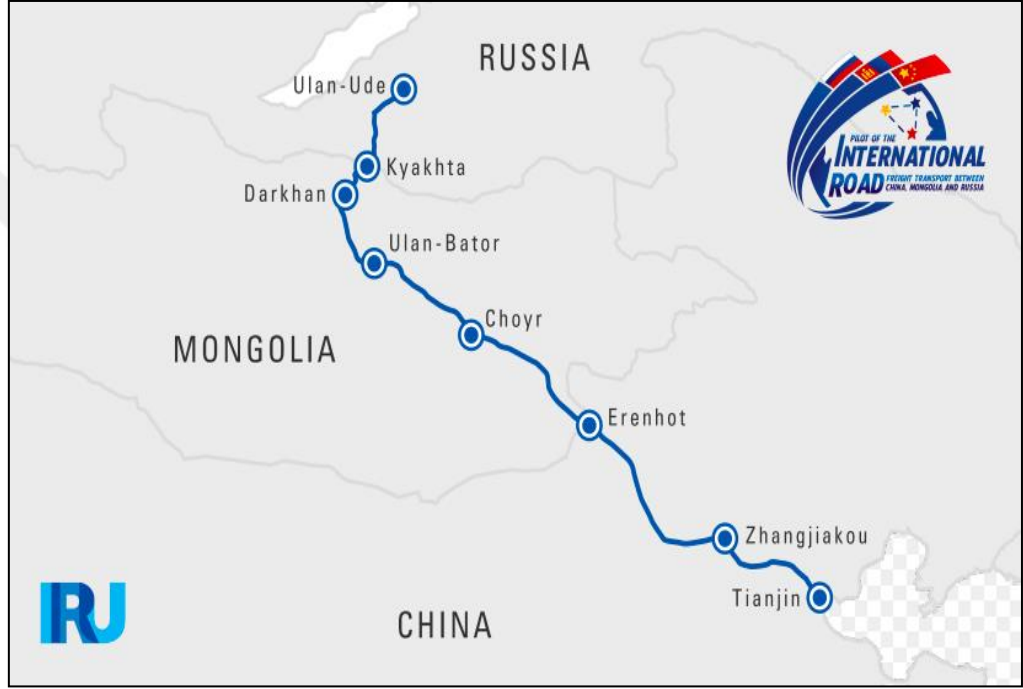 RUSSIA
Ulan-Ude
PILOT OF THE
INTERNATIONAL
ROAD FREIGHT TRANSPORT BETWEEN
CHINA, MONGOLIA AND RUSSIA
Kyakhta
Darkhan
Ulan-Bator
Choyr
MONGOLIA
Erenhot
Zhangjiakou
Tianjin
IRU
CHINA